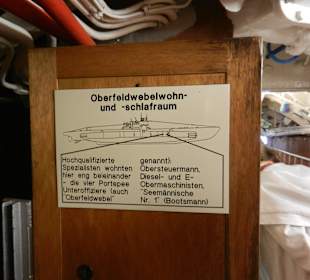 Oberfeldwebelwohn-
und -schlafraum
Hochqualifizierte
Spezialisten wohnten
hier eng beieinander
- die vier Portepee
Unteroffiziere (auch
"Oberfeldwebel"
genannt):
Obersteuermann,
Diesel- und E-
Obermaschinisten,
"Seemännische
Nr. 1" (Bootsmann)